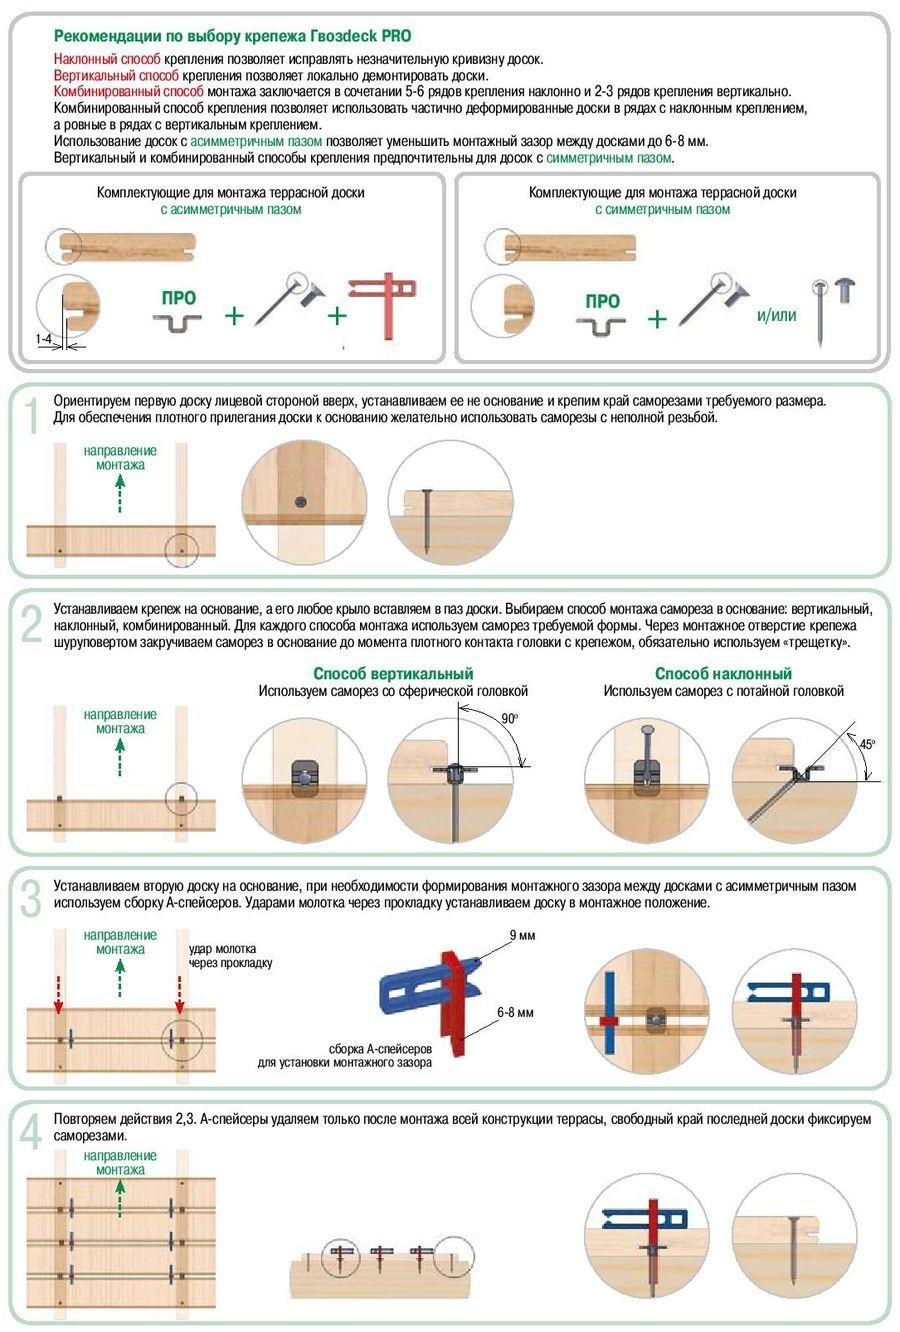 Рекомендации по выбору крепежа Гвозdeck PRO
Наклонный способ крепления позволяет исправлять незначительную кривизну досок.
Вертикальный способ крепления позволяет локально демонтировать доски.
Комбинированный способ монтажа заключается в сочетании 5-6 рядов крепления наклонно и 2-3 рядов крепления вертикально.
Комбинированный способ крепления позволяет использовать частично деформированные доски в рядах с наклонным креплением,
а ровные в рядах с вертикальным креплением.
Использование досок с асимметричным пазом позволяет уменьшить монтажный зазор между досками до 6-8 мм.
Вертикальный и комбинированный способы крепления предпочтительны для досок с симметричным пазом.
Комплектующие для монтажа террасной доски
с асимметричным пазом
ПРО
+
+
1-4
Комплектующие для монтажа террасной доски
с симметричным пазом
ПРО
+
и/или
1
Ориентируем первую доску лицевой стороной вверх, устанавливаем ее не основание и крепим край саморезами требуемого размера.
Для обеспечения плотного прилегания доски к основанию желательно использовать саморезы с неполной резьбой.
направление
монтажа
2
Устанавливаем крепеж на основание, а его любое крыло вставляем в паз доски. Выбираем способ монтажа самореза в основание: вертикальный,
наклонный, комбинированный. Для каждого способа монтажа используем саморез требуемой формы. Через монтажное отверстие крепежа
шуруповертом закручиваем саморез в основание до момента плотного контакта головки с крепежом, обязательно используем «трещетку».
Способ вертикальный
Используем саморез со сферической головкой
Способ наклонный
Используем саморез с потайной головкой
направление
монтажа
90°
45°
3
Устанавливаем вторую доску на основание, при необходимости формирования монтажного зазора между досками с асимметричным пазом
используем сборку А-спейсеров. Ударами молотка через прокладку устанавливаем доску в монтажное положение.
направление
монтажа
удар молотка
через прокладку
9 мм
6-8 мм
сборка А-спейсеров
для установки монтажного зазора
4
Повторяем действия 2,3. А-спейсеры удаляем только после монтажа всей конструкции террасы, свободный край последней доски фиксируем
саморезами.
направление
монтажа